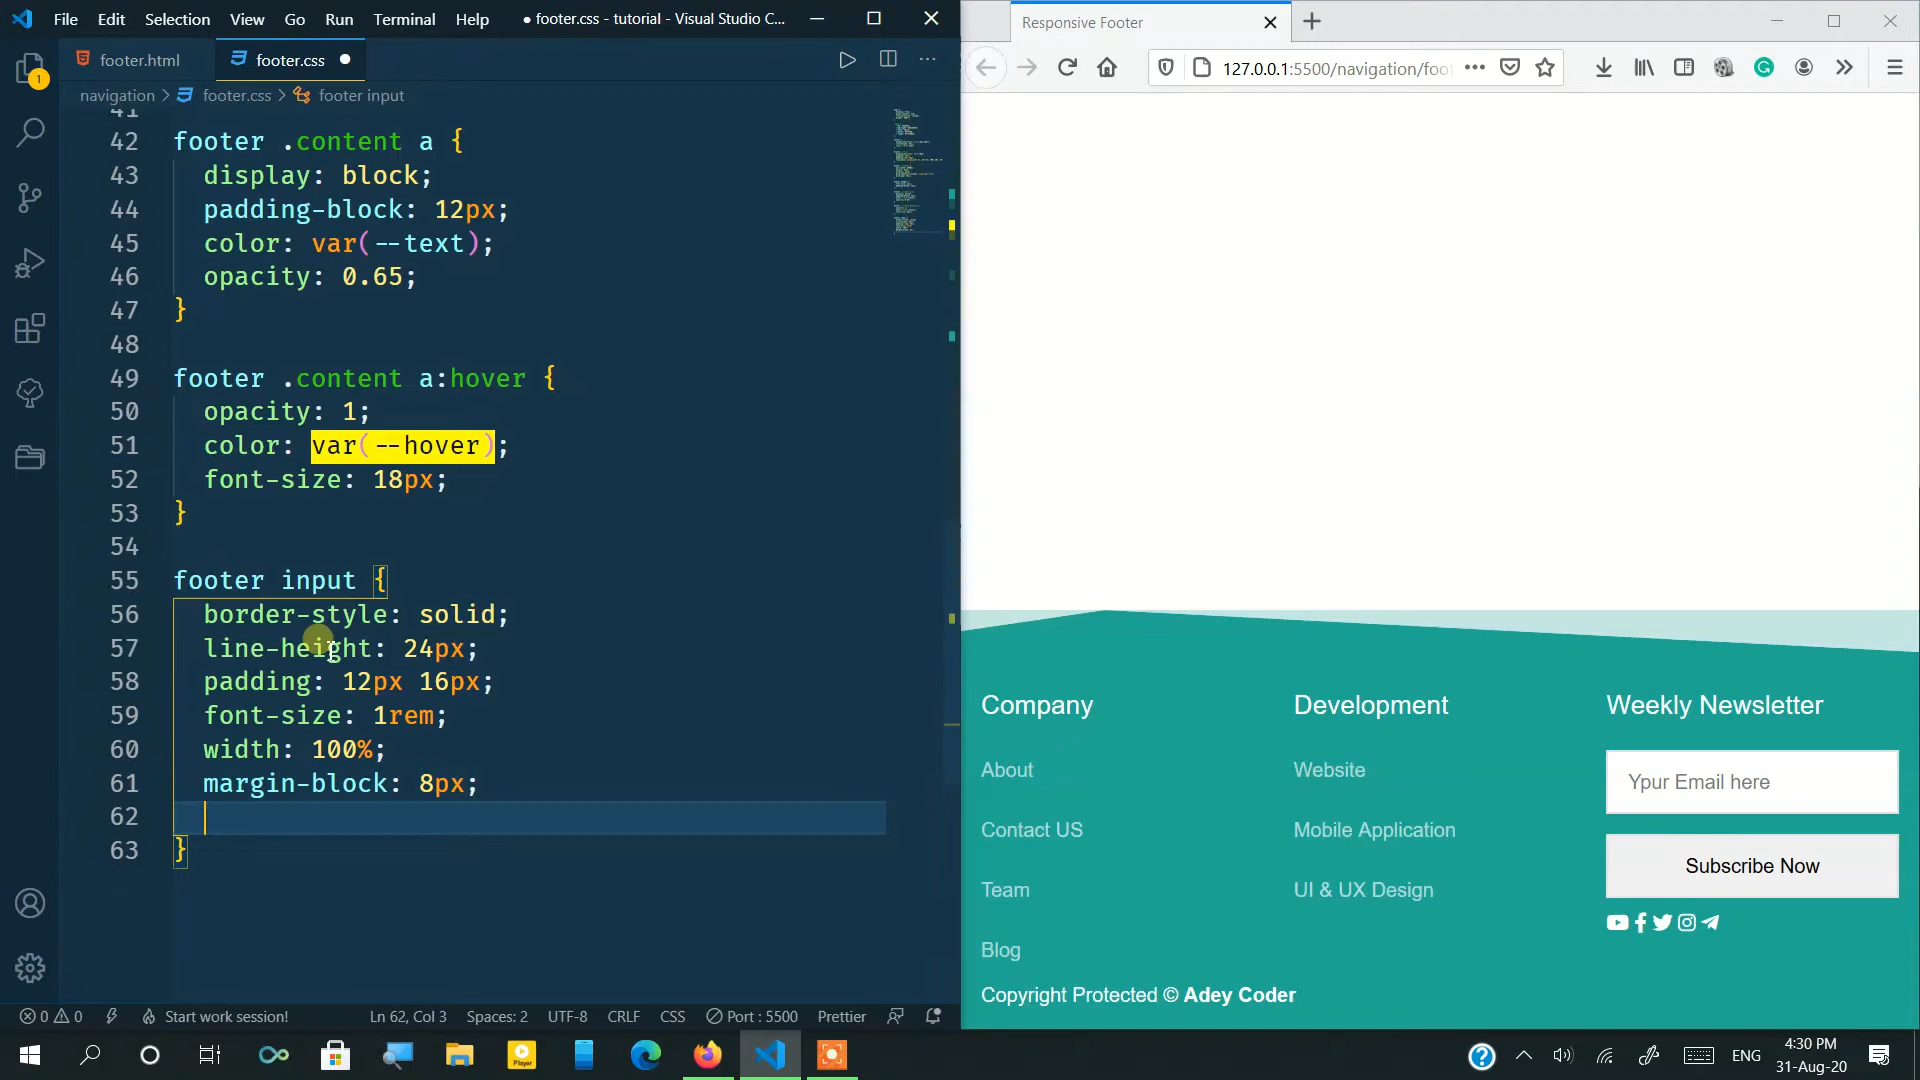 File Edit Selection View Go Run Terminal Help ● footer.css - tutorial - Visual Studio C...
footer.html footer.css
navigation > footer.css > footer input
41
42 footer .content a {
43 display: block;
44 padding-block: 12px;
45 color: var(--text);
46 opacity: 0.65;
47 }
48
49 footer .content a:hover {
50 opacity: 1;
51 color: var(--hover);
52 font-size: 18px;
53 }
54
55 footer input {
56 border-style: solid;
57 line-height: 24px;
58 padding: 12px 16px;
59 font-size: 1rem;
60 width: 100%;
61 margin-block: 8px;
62
63 }
1
0 0 Start work session! Ln 62, Col 3 Spaces: 2 UTF-8 CRLF CSS Port : 5500 Prettier
Responsive Footer
127.0.0.1:5500/navigation/foo
Company Development Weekly Newsletter
About Website Ypur Email here
Contact US Mobile Application Subscribe Now
Team UI & UX Design
Blog
Copyright Protected © Adey Coder
Player
ENG
4:30 PM
31-Aug-20